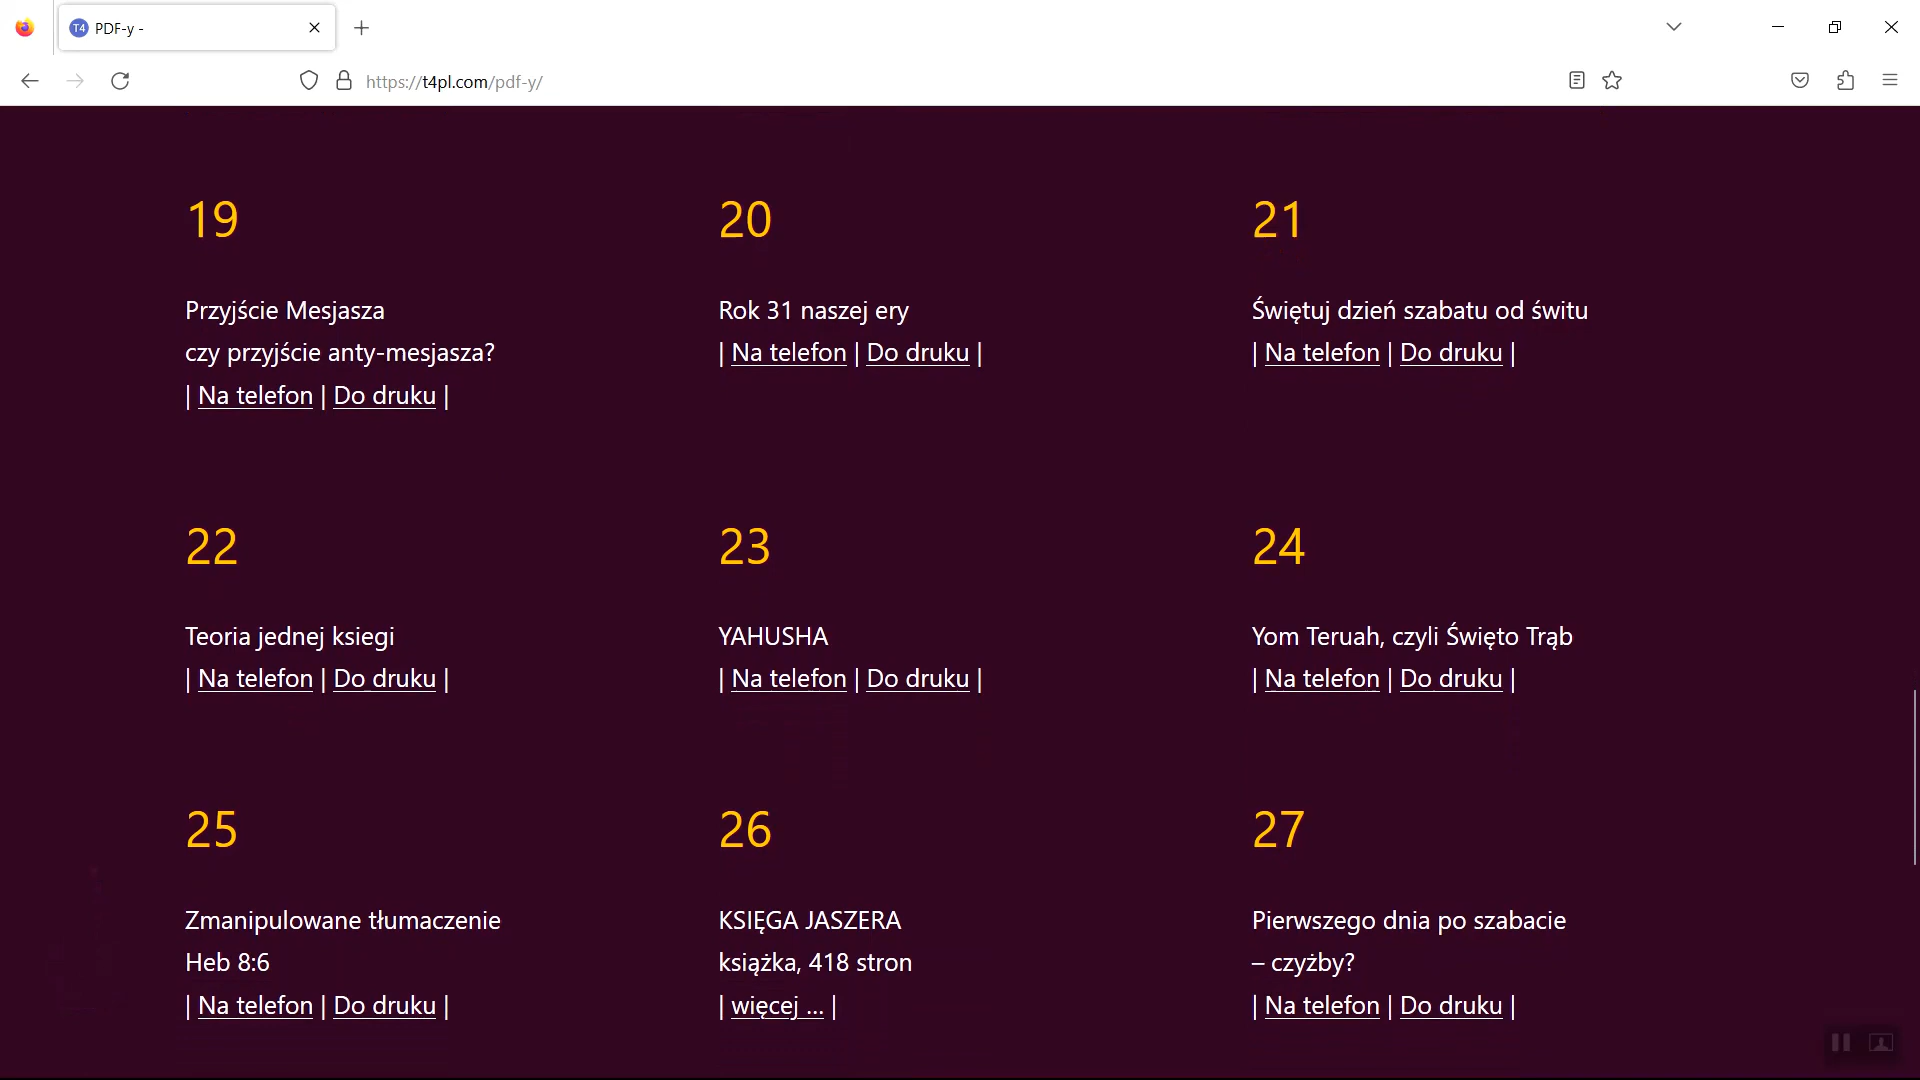 T4 PDF-y -
https://t4pl.com/pdf-y/
19
Przyjście Mesjasza
czy przyjście anty-mesjasza?
| Na telefon | Do druku |
20
Rok 31 naszej ery
| Na telefon | Do druku |
21
Świętuj dzień szabatu od świtu
| Na telefon | Do druku |
22
Teoria jednej ksiegi
| Na telefon | Do druku |
23
YAHUSHA
| Na telefon | Do druku |
24
Yom Teruah, czyli Święto Trąb
| Na telefon | Do druku |
25
Zmanipulowane tłumaczenie
Heb 8:6
| Na telefon | Do druku |
26
KSIĘGA JASZERA
książka, 418 stron
| więcej ... |
27
Pierwszego dnia po szabacie
– czyżby?
| Na telefon | Do druku |